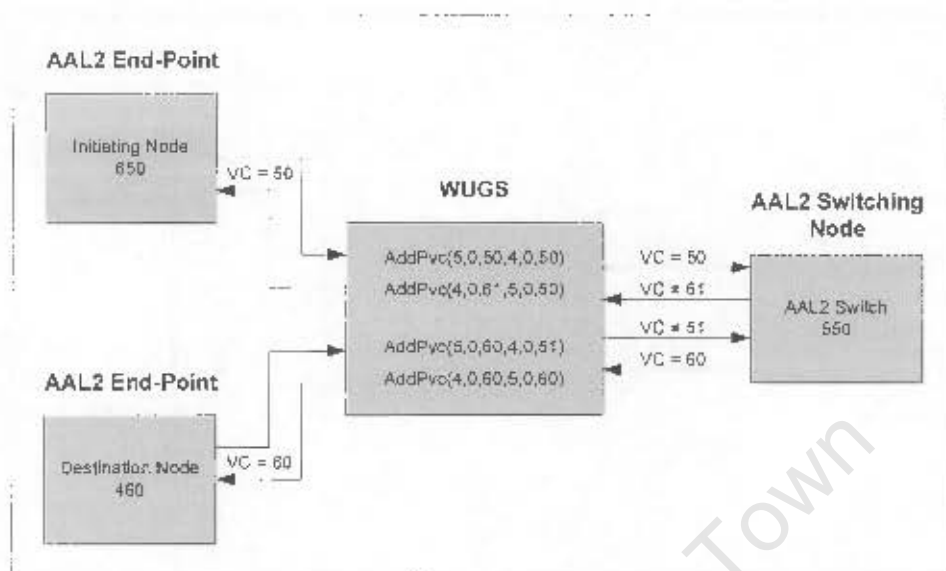 AAL2 End-Point
Initiating Node
650
VC = 50
WUGS
AddPvc(5,0,50,4,0,50)
AddPvc(4,0,61,5,0,50)
AddPvc(5,0,60,4,0,51)
AddPvc(4,0,60,5,0,60)
AAL2 Switching
Node
VC = 50
VC = 61
VC = 51
VC = 60
AAL2 Switch
550
AAL2 End-Point
Destination Node
460
VC = 60
Town